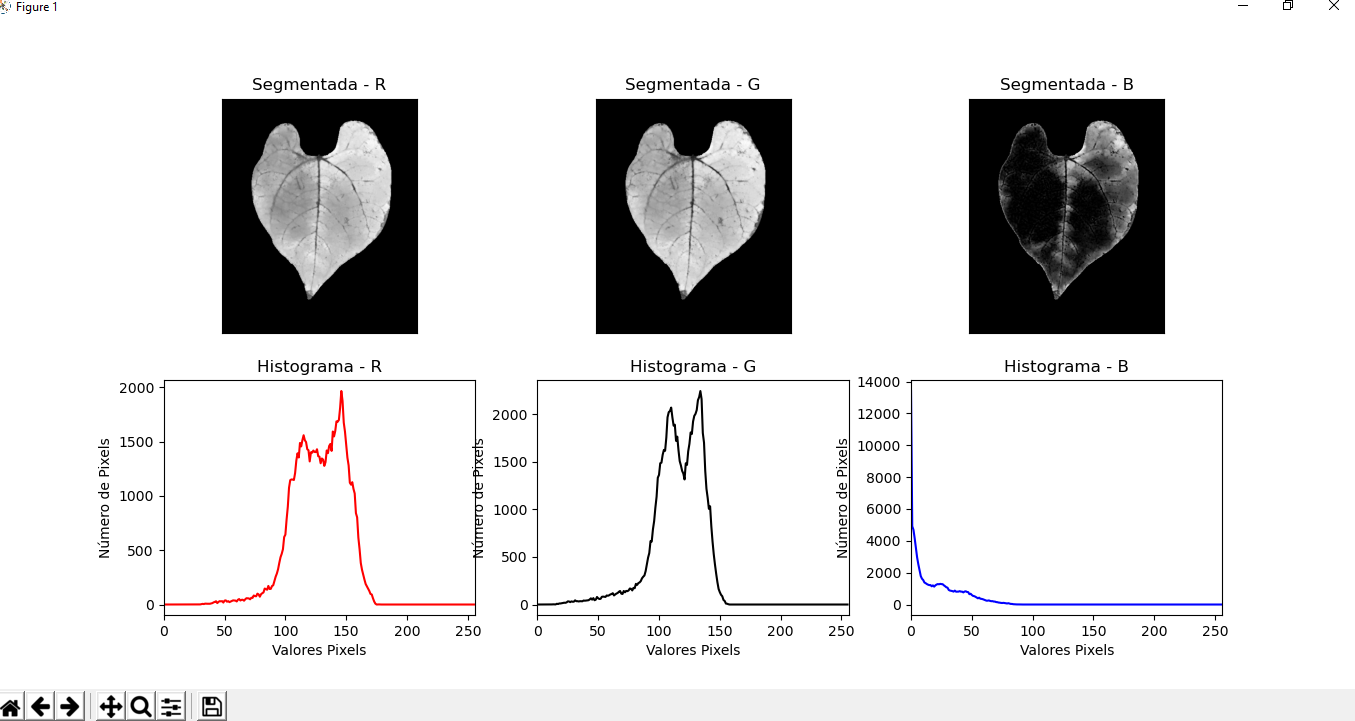 Figure 1
Segmentada - R
Segmentada - G
Segmentada - B
Histograma - R
Histograma - G
Histograma - B
Número de Pixels
2000
1500
1000
500
0
0 50 100 150 200 250
Valores Pixels
Número de Pixels
2000
1500
1000
500
0
0 50 100 150 200 250
Valores Pixels
Número de Pixels
14000
12000
10000
8000
6000
4000
2000
0
0 50 100 150 200 250
Valores Pixels